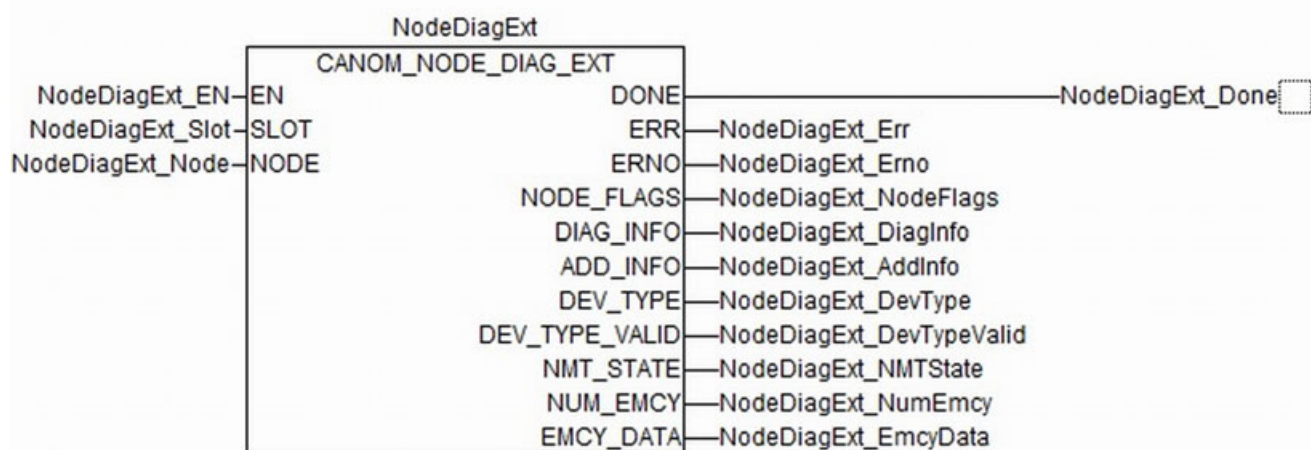 NodeDiagExt
CANOM_NODE_DIAG_EXT
NodeDiagExt_EN EN DONE NodeDiagExt_Done
NodeDiagExt_Slot SLOT ERR NodeDiagExt_Err
NodeDiagExt_Node NODE ERNO NodeDiagExt_Erno
NODE_FLAGS NodeDiagExt_NodeFlags
DIAG_INFO NodeDiagExt_DiagInfo
ADD_INFO NodeDiagExt_AddInfo
DEV_TYPE NodeDiagExt_DevType
DEV_TYPE_VALID NodeDiagExt_DevTypeValid
NMT_STATE NodeDiagExt_NMTState
NUM_EMCY NodeDiagExt_NumEmcy
EMCY_DATA NodeDiagExt_EmcyData